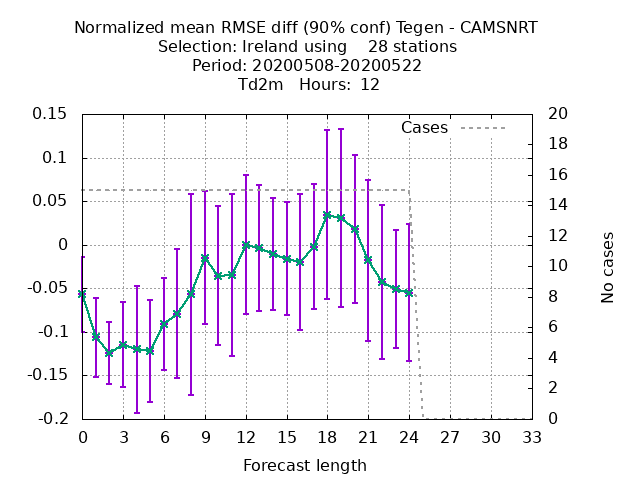 Normalized mean RMSE diff (90% conf) Tegen - CAMSNRT
Selection: Ireland using    28 stations
Period: 20200508-20200522
Td2m   Hours:  12
0.15
0.1
0.05
0
-0.05
-0.1
-0.15
-0.2
Cases
20
18
16
14
12
10
8
6
4
2
0
No cases
0 3 6 9 12 15 18 21 24 27 30 33
Forecast length